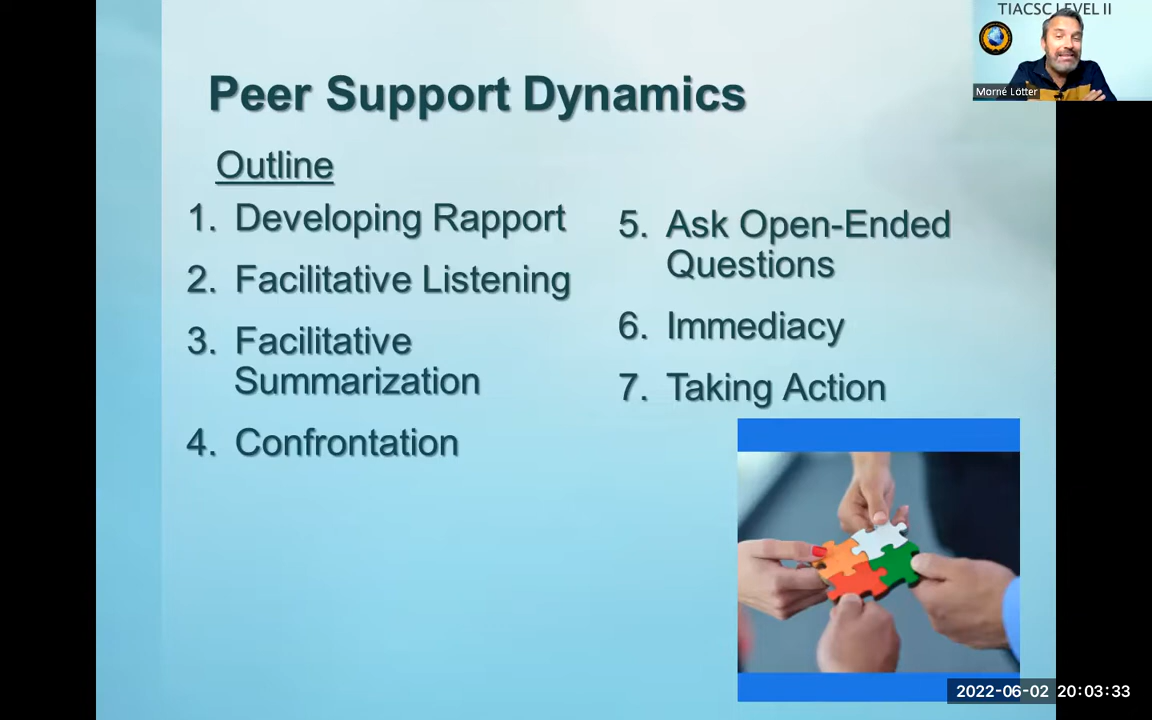 TIACSC LEVEL II
Morné Lötter
Peer Support Dynamics
Outline
1. Developing Rapport
2. Facilitative Listening
3. Facilitative
Summarization
4. Confrontation
5. Ask Open-Ended
Questions
6. Immediacy
7. Taking Action
2022-06-02 20:03:33